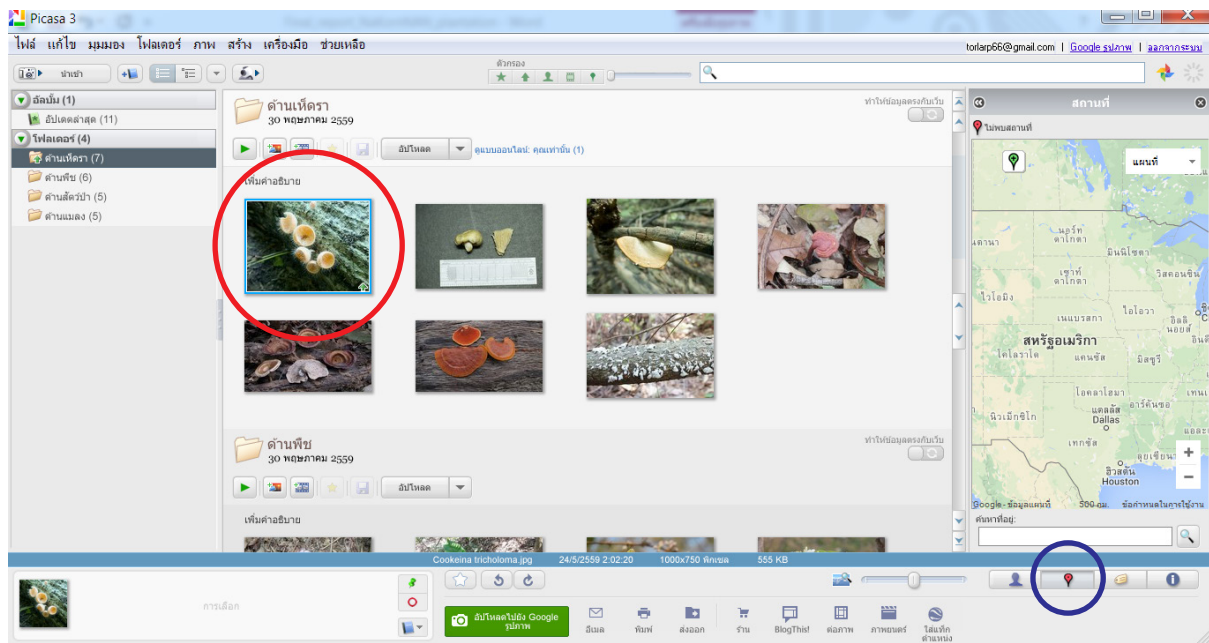 Picasa 3
ไฟล์ แก้ไข มุมมอง โฟลเดอร์ ภาพ สร้าง เครื่องมือ ช่วยเหลือ
torlarp66@gmail.com | Google รูปภาพ | ออกจากระบบ
นำเข้า
ตัวกรอง
อัลบั้ม (1)
อัปเดตล่าสุด (11)
โฟลเดอร์ (4)
ด้านเห็ดรา (7)
ด้านพืช (6)
ด้านสัตว์ป่า (5)
ด้านแมลง (5)
ด้านเห็ดรา
30 พฤษภาคม 2559
ทำให้ข้อมูลตรงกับเว็บ
อัปโหลด
ดูแบบออนไลน์: คุณเท่านั้น (1)
เพิ่มคำอธิบาย
ด้านพืช
30 พฤษภาคม 2559
ทำให้ข้อมูลตรงกับเว็บ
อัปโหลด
เพิ่มคำอธิบาย
สถานที่
ไม่พบสถานที่
แผนที่
นอร์ท
ดาโกตา
มินนิโซตา
เซาท์
ดาโกตา
วิสคอนซิน
ไวโอมิง
เนแบรสกา
ไอโอวา
สหรัฐอเมริกา
โคโลราโด
แคนซัส
มิสซูรี
โอคลาโฮมา
อาร์คันซอ
นิวเม็กซิโก
แดลลัส
Dallas
เทกซัส
ฮิวสตัน
Houston
Google - ข้อมูลแผนที่ 500 กม. ข้อกำหนดในการใช้งาน
ค้นหาที่อยู่:
Cookeina tricholoma.jpg 24/5/2559 2:02:20 1000x750 พิกเซล 555 KB
การเลือก
อัปโหลดไปยัง Google
รูปภาพ
อีเมล
พิมพ์
ส่งออก
ร้าน
BlogThis!
ต่อภาพ
ภาพยนตร์
ใส่แท็ก
ตำแหน่ง